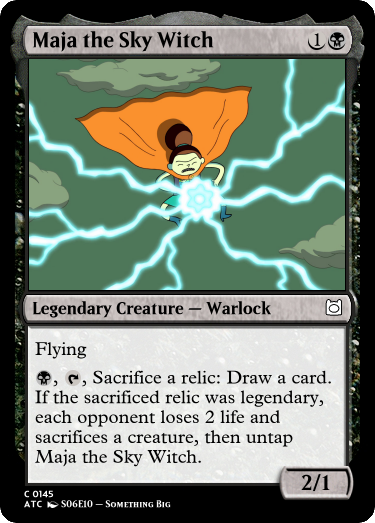 Maja the Sky Witch 1
Legendary Creature — Warlock
Flying
, , Sacrifice a relic: Draw a card.
If the sacrificed relic was legendary,
each opponent loses 2 life and
sacrifices a creature, then untap
Maja the Sky Witch.
2/1
C 0145
ATC S06E10 — Something Big